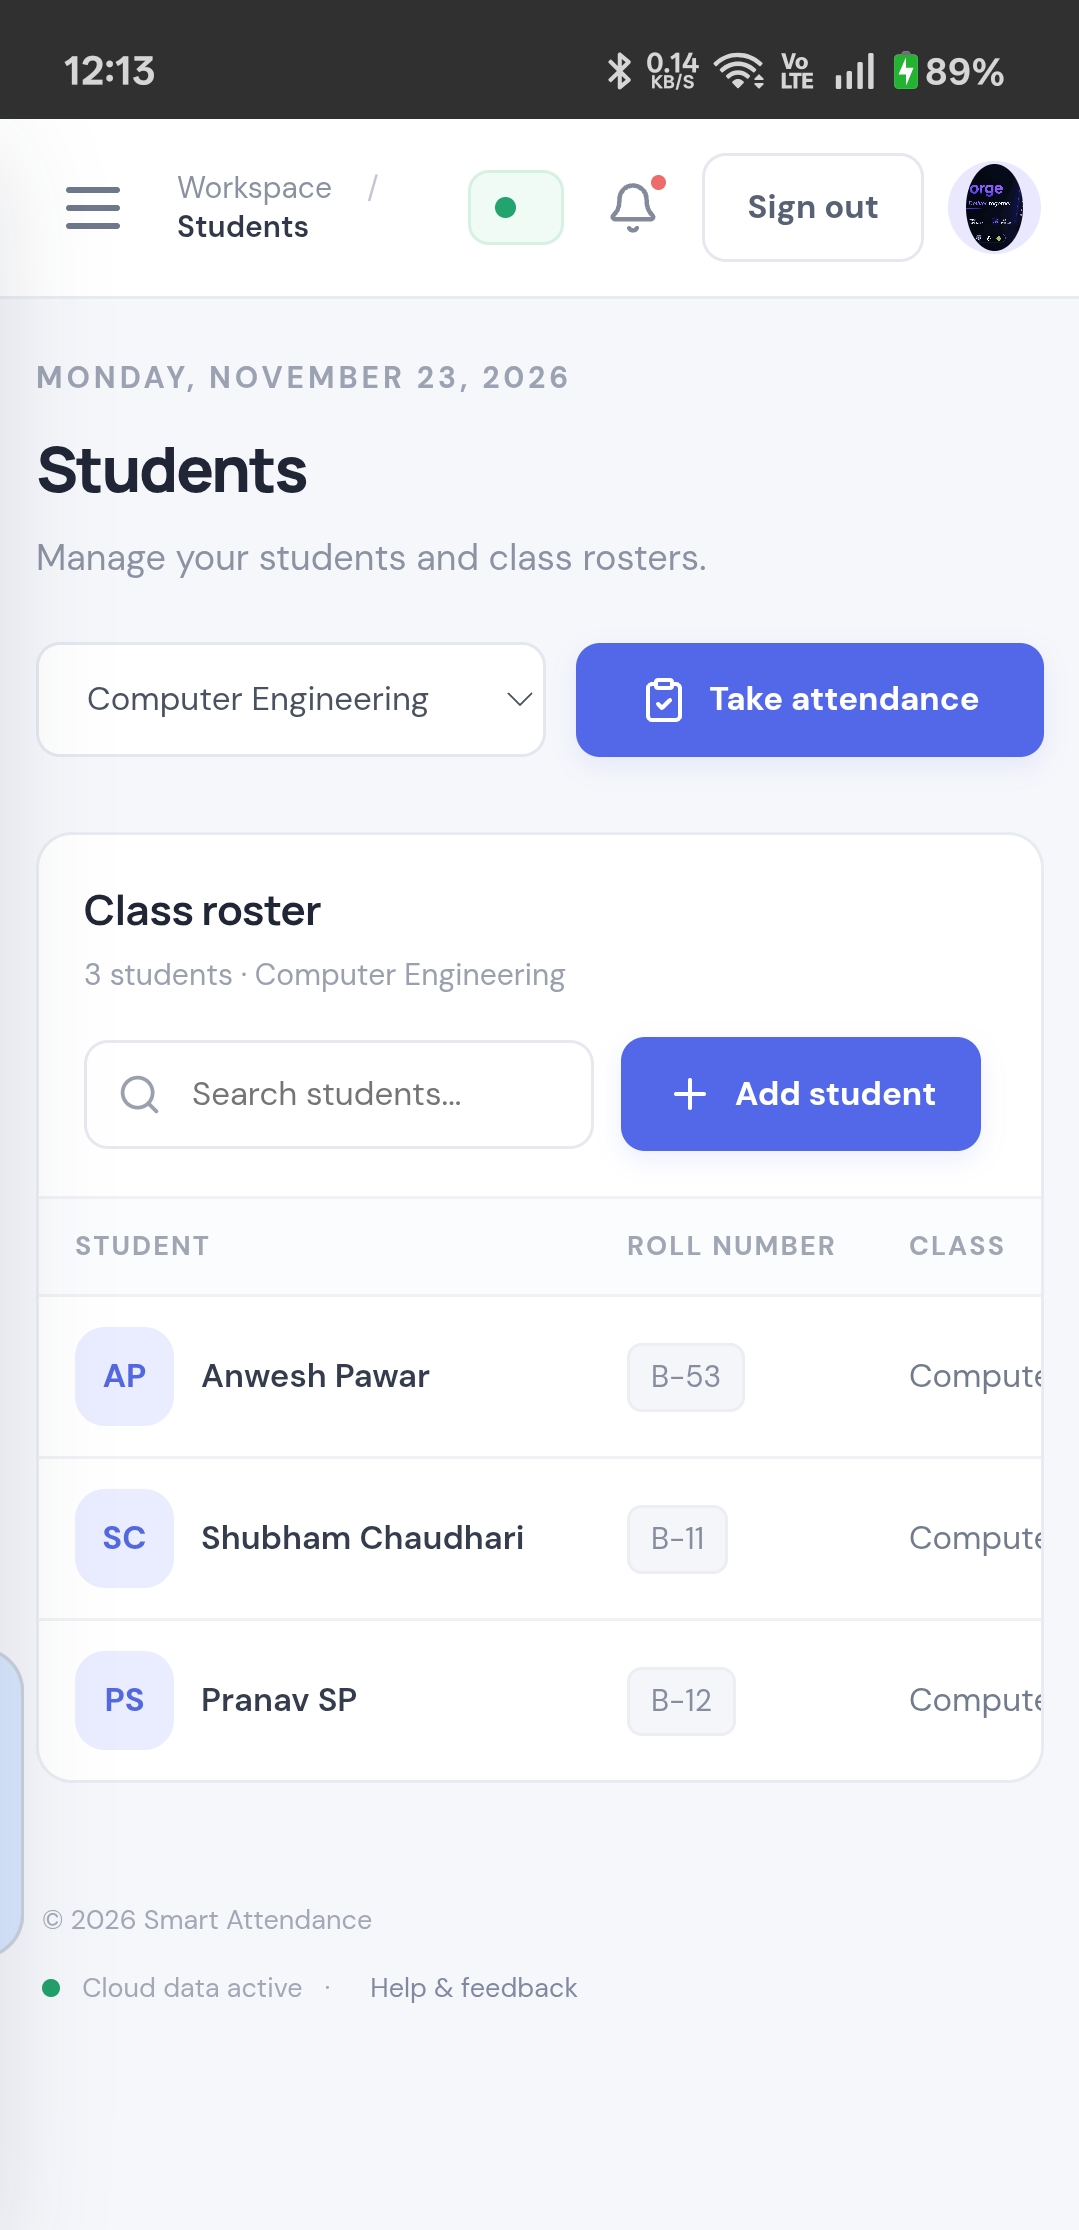 12:13
0.14 KB/S
Vo LTE
89%
Workspace /
Students
Sign out
orge
MONDAY, NOVEMBER 23, 2026
Students
Manage your students and class rosters.
Computer Engineering
Take attendance
Class roster
3 students · Computer Engineering
Search students...
Add student
STUDENT ROLL NUMBER CLASS
AP Anwesh Pawar B-53 Compute
SC Shubham Chaudhari B-11 Compute
PS Pranav SP B-12 Compute
© 2026 Smart Attendance
Cloud data active · Help & feedback